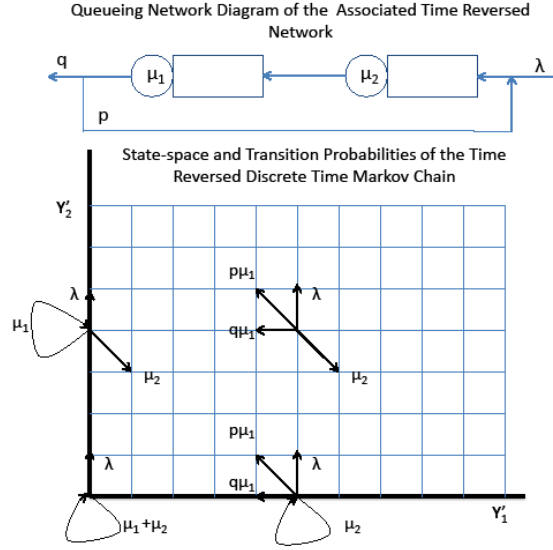 Queueing Network Diagram of the Associated Time Reversed
Network
q
μ₁
μ₂
λ
p
State-space and Transition Probabilities of the Time
Reversed Discrete Time Markov Chain
Y'₂
pμ₁
λ
λ
μ₁
qμ₁
μ₂
μ₂
pμ₁
λ
λ
qμ₁
μ₁+μ₂
μ₂
Y'₁